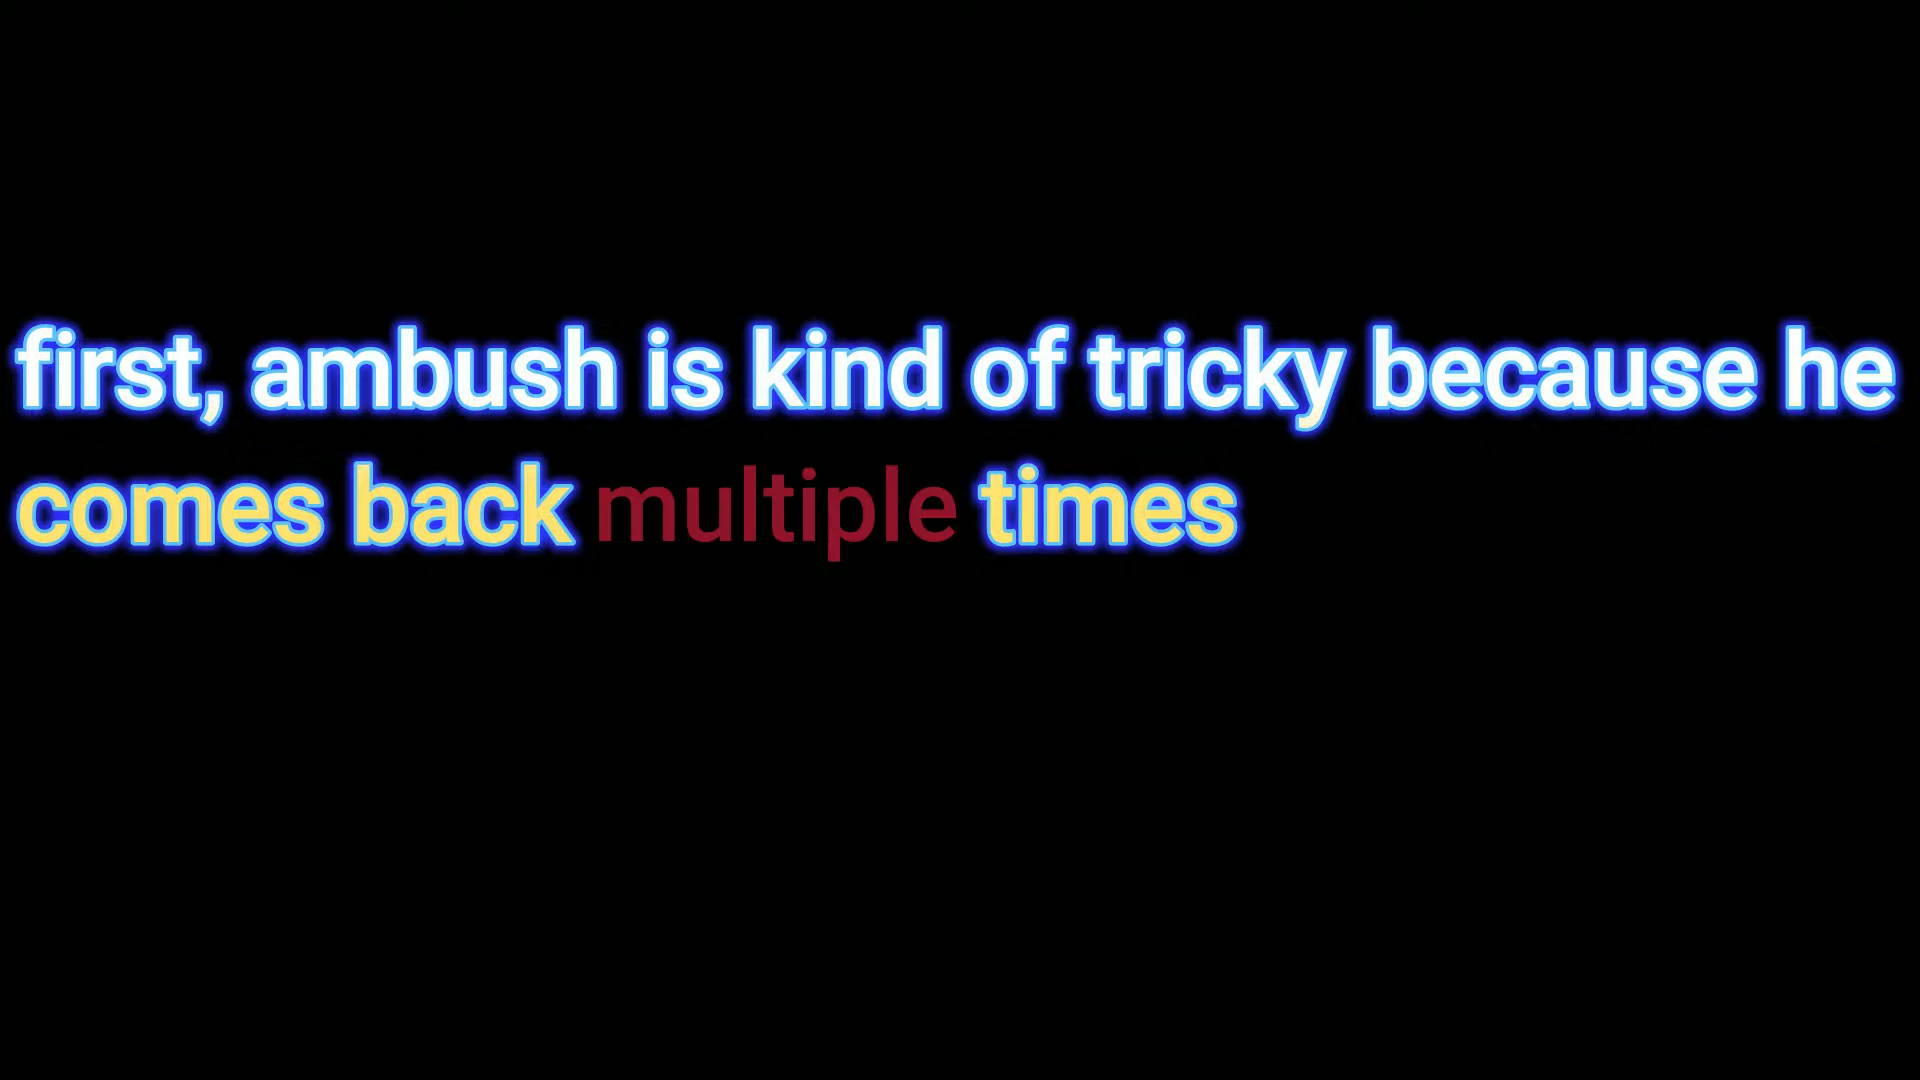 first, ambush is kind of tricky because he
comes back multiple times